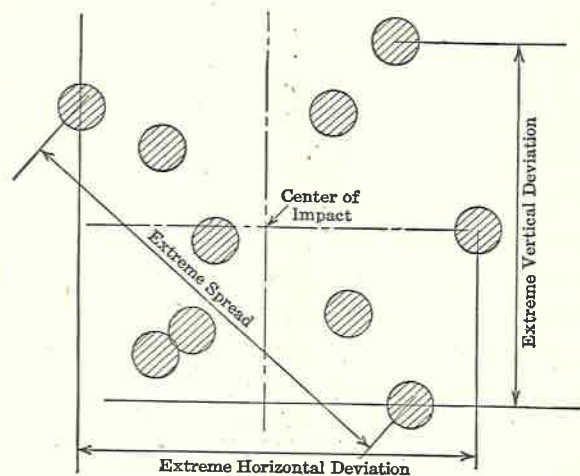 Center of
Impact
Extreme Spread
Extreme Vertical Deviation
Extreme Horizontal Deviation